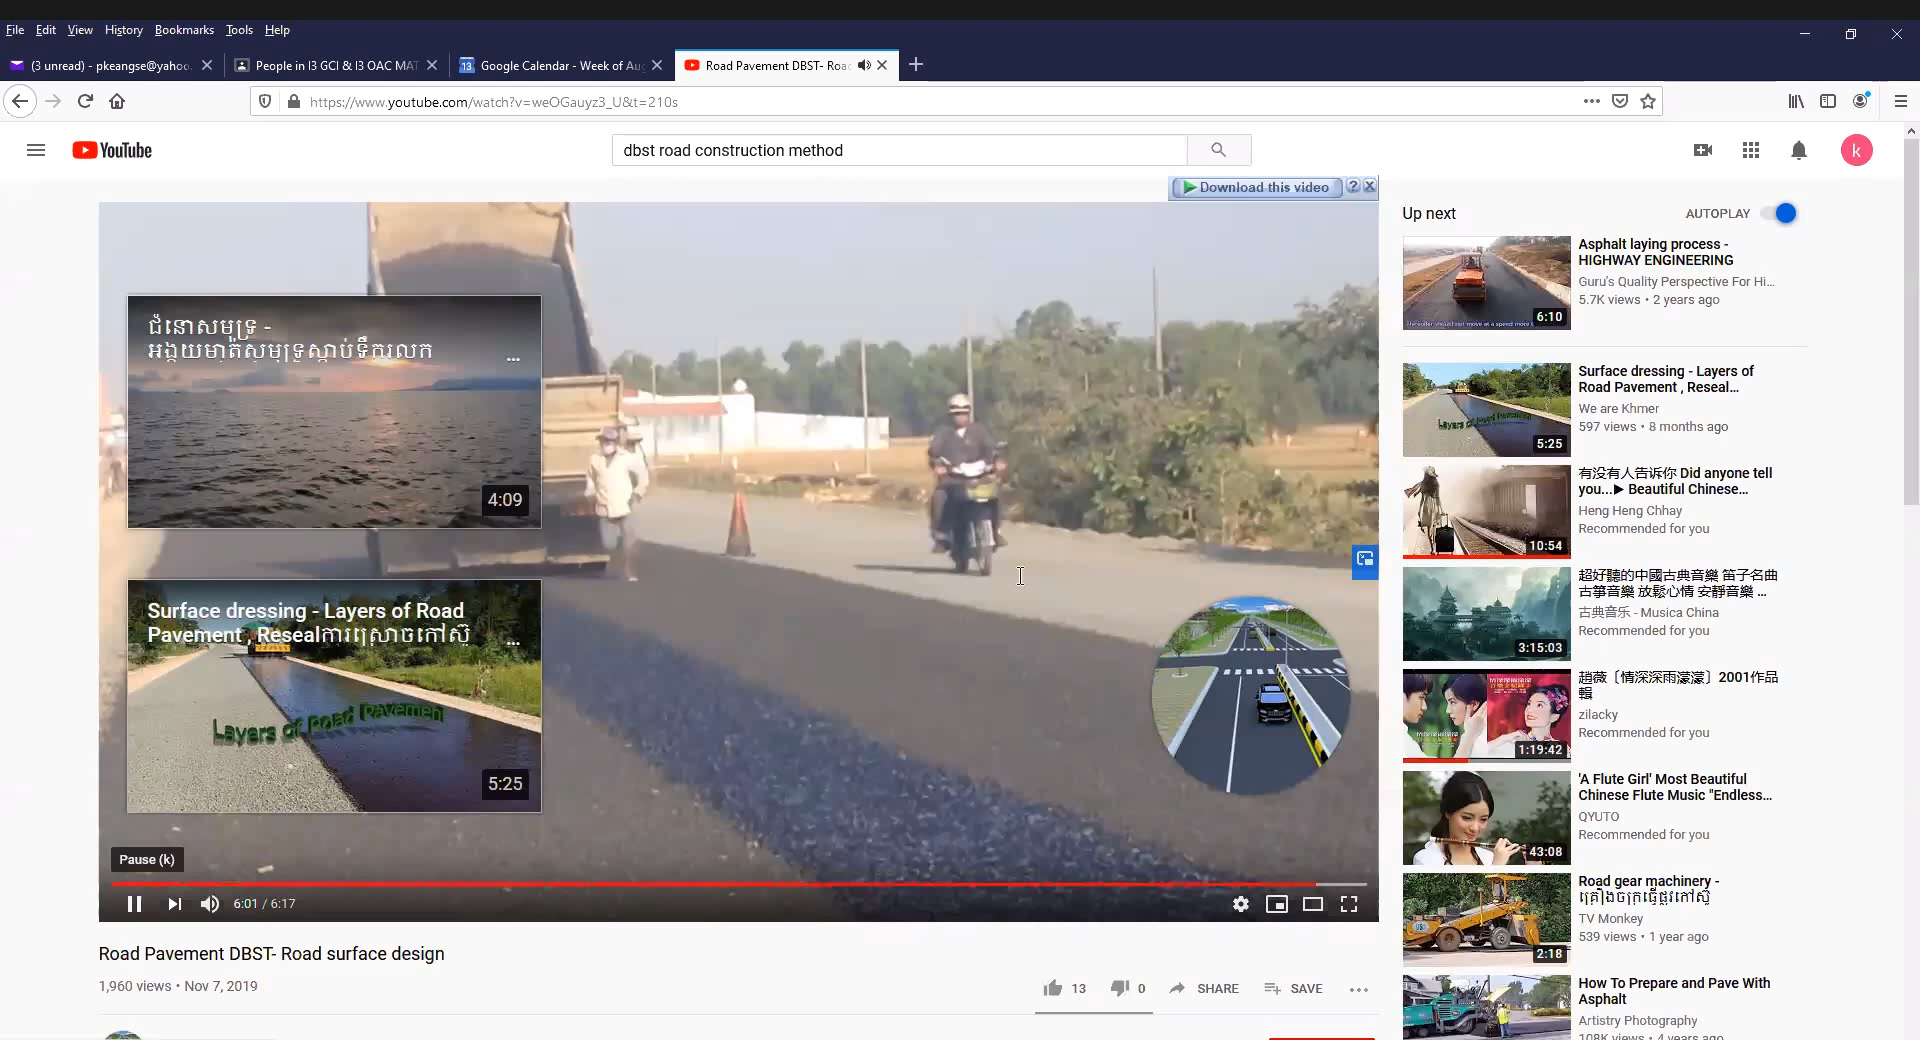 File Edit View History Bookmarks Tools Help
(3 unread) - pkeangse@yahoo.
People in I3 GCI & I3 OAC MAT
Google Calendar - Week of Au
Road Pavement DBST- Roa
https://www.youtube.com/watch?v=weOGauyz3_U&t=210s
YouTube
dbst road construction method
k
Download this video
ជំនោសមុទ្រ -
អង្គុយមាត់សមុទ្រស្តាប់ទឹករលក
4:09
Surface dressing - Layers of Road
Pavement , Resealការស្រោចកៅស៊ូ
Layers of Road Pavement
5:25
Pause (k)
6:01 / 6:17
Road Pavement DBST- Road surface design
1,960 views • Nov 7, 2019
13
0
SHARE
SAVE
Up next
AUTOPLAY
Asphalt laying process -
HIGHWAY ENGINEERING
Guru's Quality Perspective For Hi...
5.7K views • 2 years ago
6:10
Surface dressing - Layers of
Road Pavement , Reseal...
We are Khmer
597 views • 8 months ago
Layers of Road Pavement
5:25
有没有人告诉你 Did anyone tell
you...► Beautiful Chinese...
Heng Heng Chhay
Recommended for you
10:54
超好聽的中國古典音樂 笛子名曲
古箏音樂 放鬆心情 安靜音樂 ...
古典音乐 - Musica China
Recommended for you
3:15:03
趙薇〔情深深雨濛濛〕2001作品
輯
zilacky
Recommended for you
1:19:42
'A Flute Girl' Most Beautiful
Chinese Flute Music "Endless...
QYUTO
Recommended for you
43:08
Road gear machinery -
គ្រឿងចក្រធ្វើផ្លូវកៅស៊ូ
TV Monkey
539 views • 1 year ago
2:18
How To Prepare and Pave With
Asphalt
Artistry Photography
108K views • 4 years ago